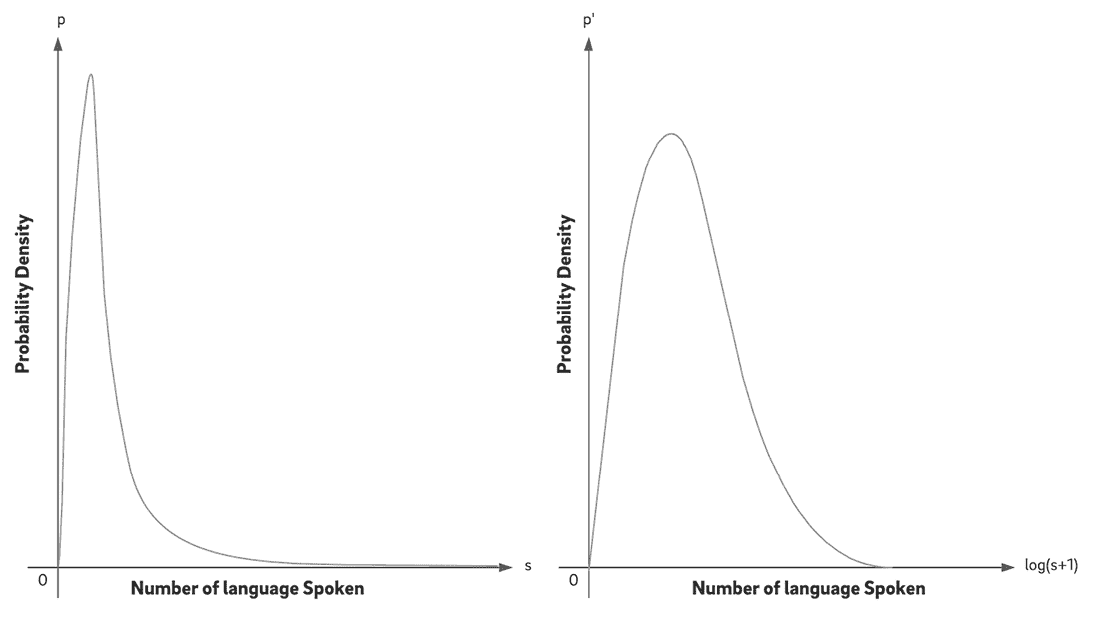 p
Probability Density
0
s
Number of language Spoken
p'
Probability Density
0
log(s+1)
Number of language Spoken